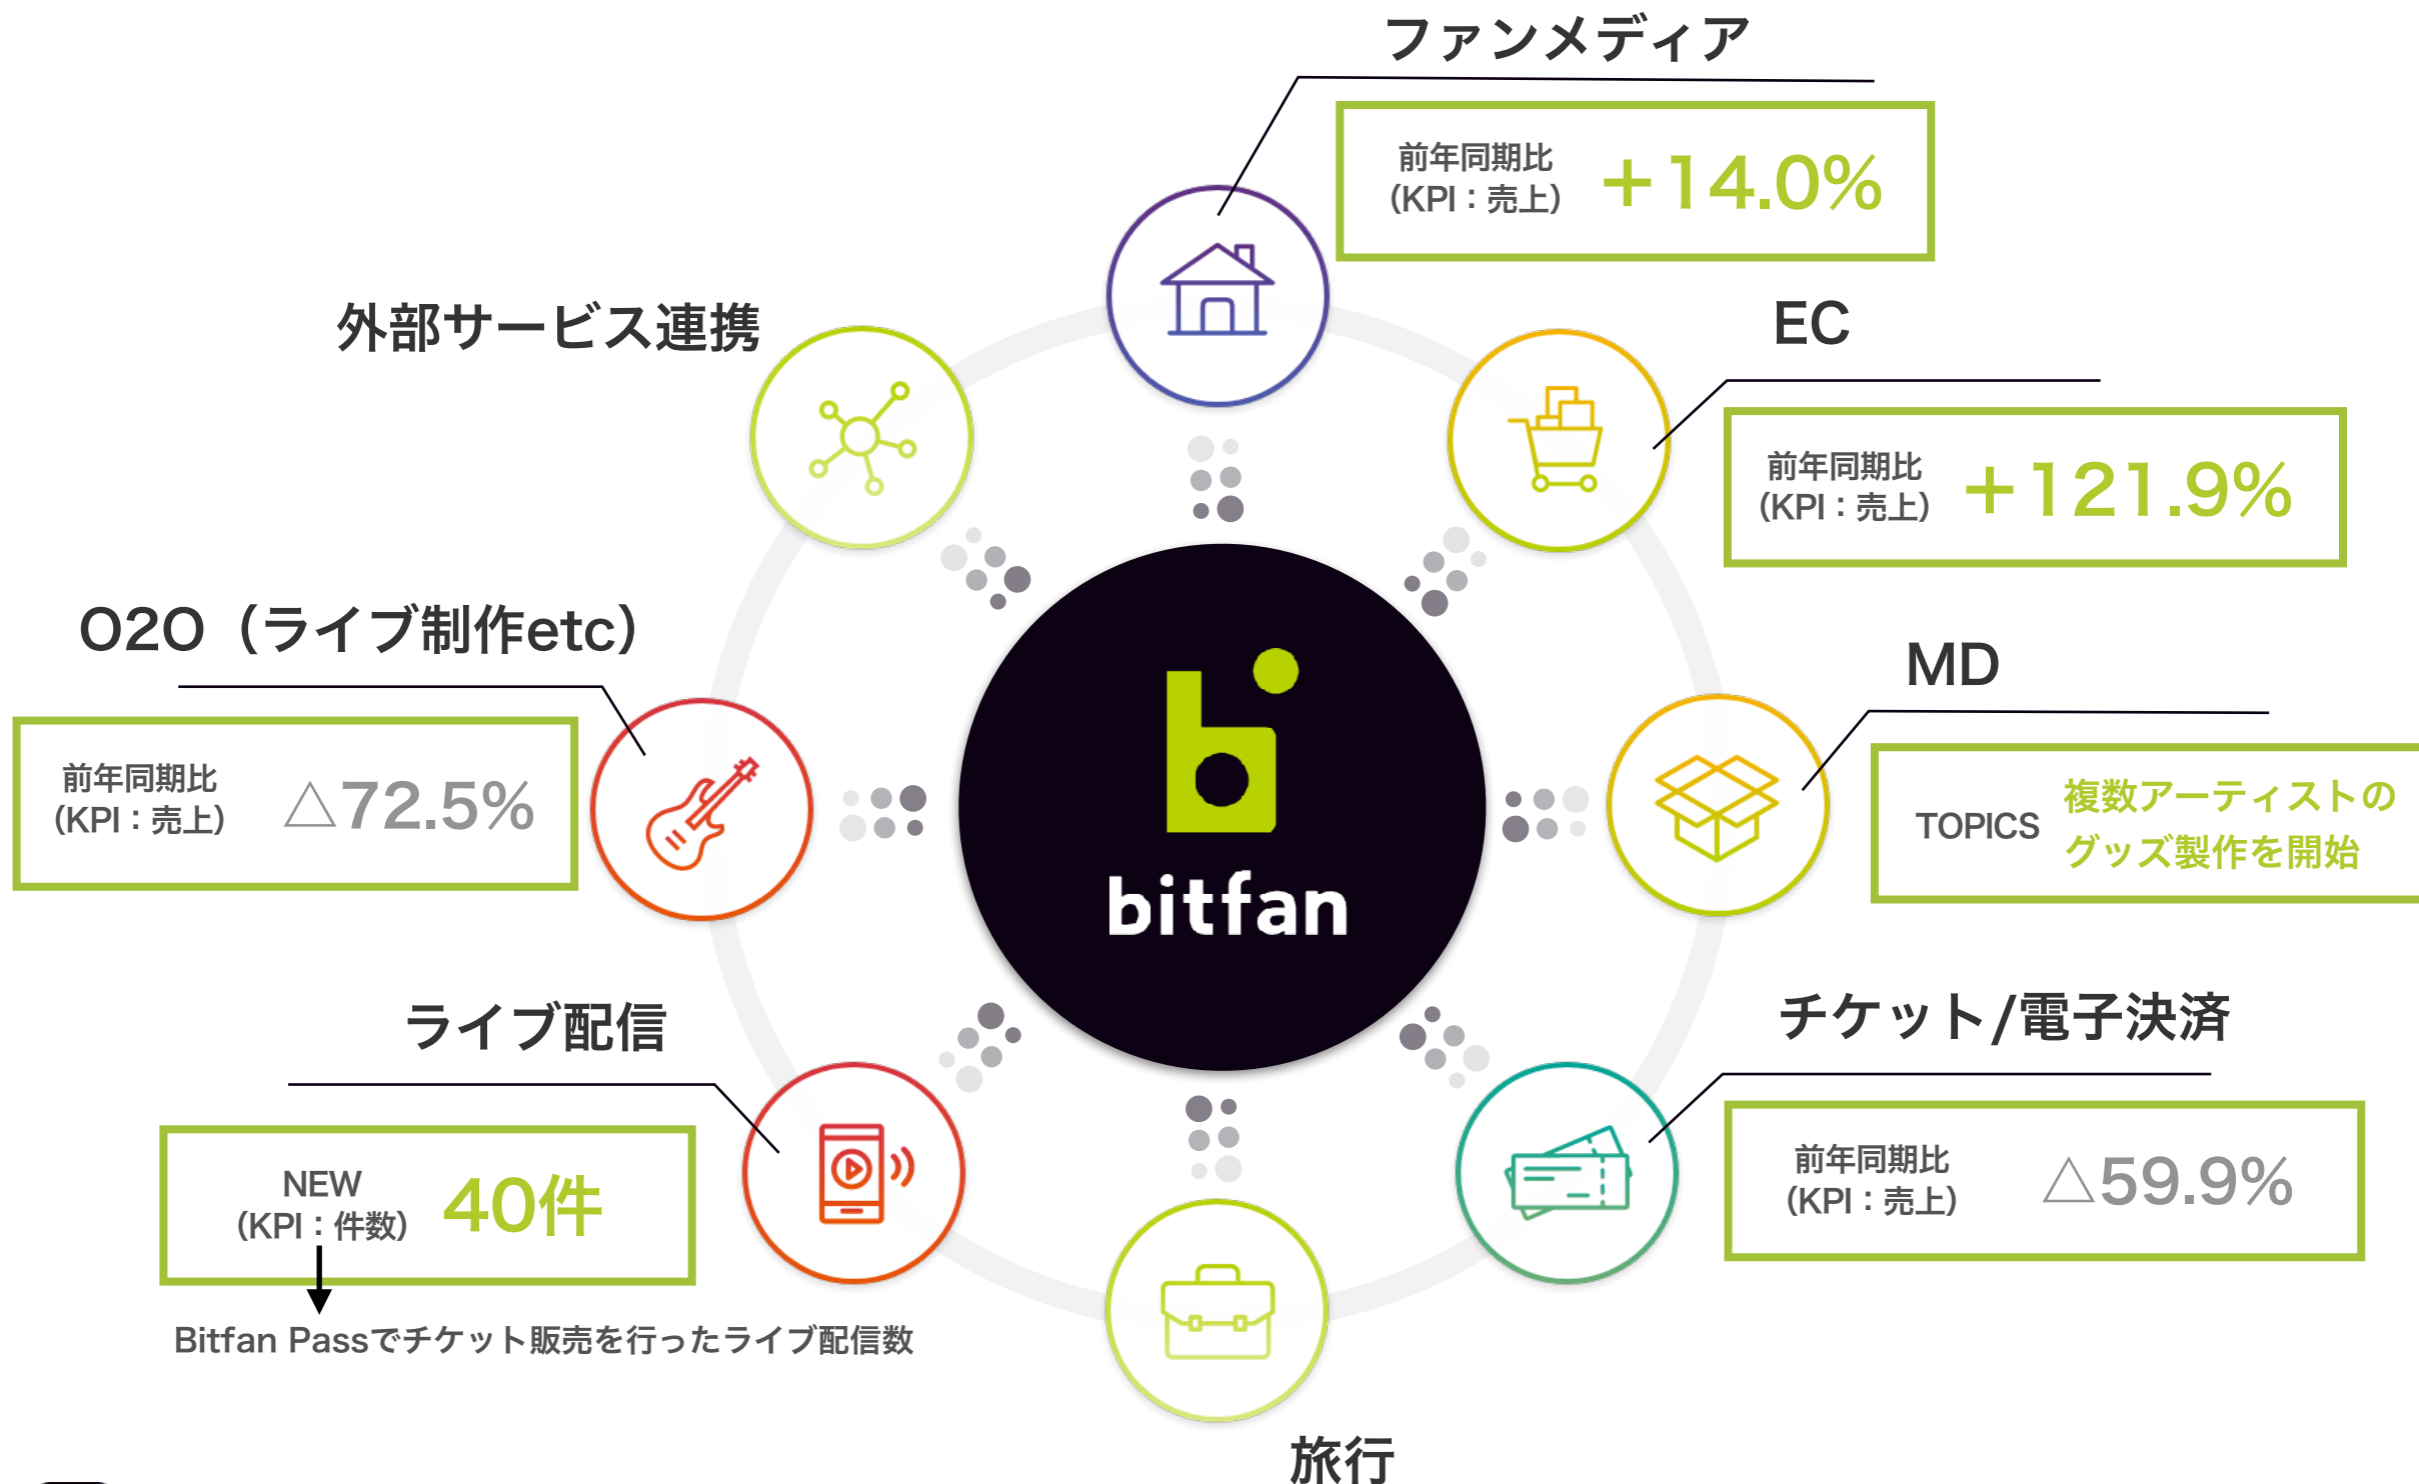 ファンメディア
前年同期比
(KPI：売上)
+14.0%
外部サービス連携
EC
前年同期比
(KPI：売上)
+121.9%
O2O（ライブ制作etc）
前年同期比
(KPI：売上)
△72.5%
bitfan
MD
TOPICS
複数アーティストの
グッズ製作を開始
ライブ配信
NEW
(KPI：件数)
40件
Bitfan Passでチケット販売を行ったライブ配信数
チケット/電子決済
前年同期比
(KPI：売上)
△59.9%
旅行